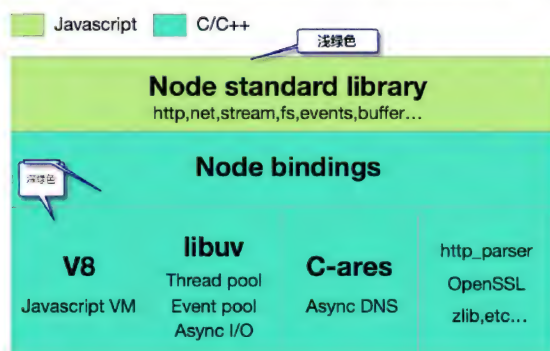 Javascript
C/C++
浅绿色
Node standard library
http,net,stream,fs,events,buffer...
深绿色
Node bindings
V8
Javascript VM
libuv
Thread pool
Event pool
Async I/O
C-ares
Async DNS
http_parser
OpenSSL
zlib,etc...